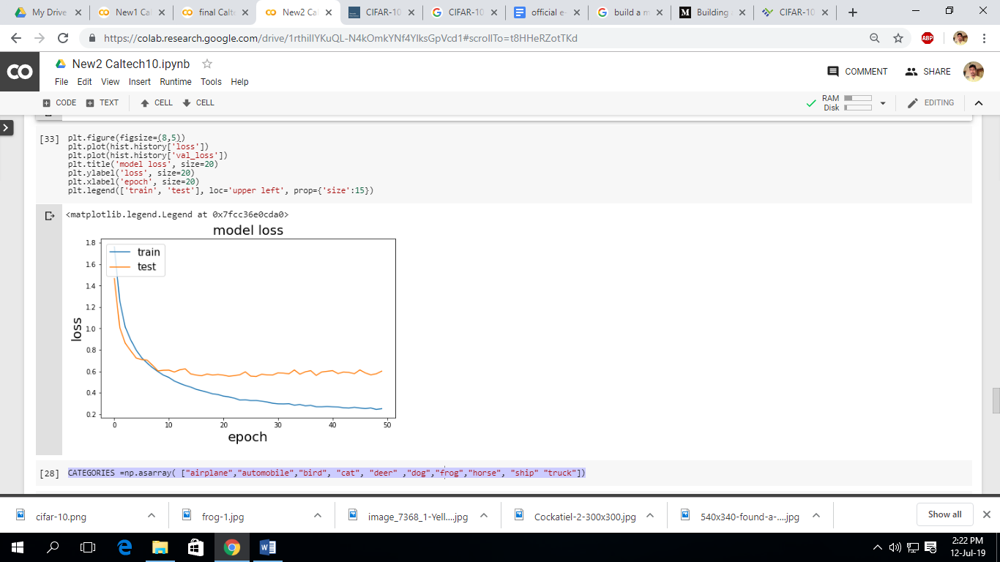 My Drive
New1 Cal
final Calte
New2 Cal
CIFAR-10
CIFAR-10
official e-
build a m
Building
CIFAR-10
https://colab.research.google.com/drive/1rthiIlYKuQL-N4kOmkYNf4YlksGpVcd1#scrollTo=t8HHeRZotTKd
ABP
CO
New2 Caltech10.ipynb
COMMENT
SHARE
File Edit View Insert Runtime Tools Help
CODE TEXT CELL CELL
RAM
Disk
EDITING
[33] plt.figure(figsize=(8,5))
plt.plot(hist.history['loss'])
plt.plot(hist.history['val_loss'])
plt.title('model loss', size=20)
plt.ylabel('loss', size=20)
plt.xlabel('epoch', size=20)
plt.legend(['train', 'test'], loc='upper left', prop={'size':15})
<matplotlib.legend.Legend at 0x7fcc36e0cda0>
model loss
train
test
1.8
1.6
1.4
1.2
1.0
0.8
0.6
0.4
0.2
loss
0 10 20 30 40 50
epoch
[28] CATEGORIES =np.asarray( ["airplane","automobile","bird", "cat", "deer" ,"dog","frog","horse", "ship" "truck"])
cifar-10.png
frog-1.jpg
image_7368_1-Yell....jpg
Cockatiel-2-300x300.jpg
540x340-found-a-....jpg
Show all
2:22 PM
12-Jul-19